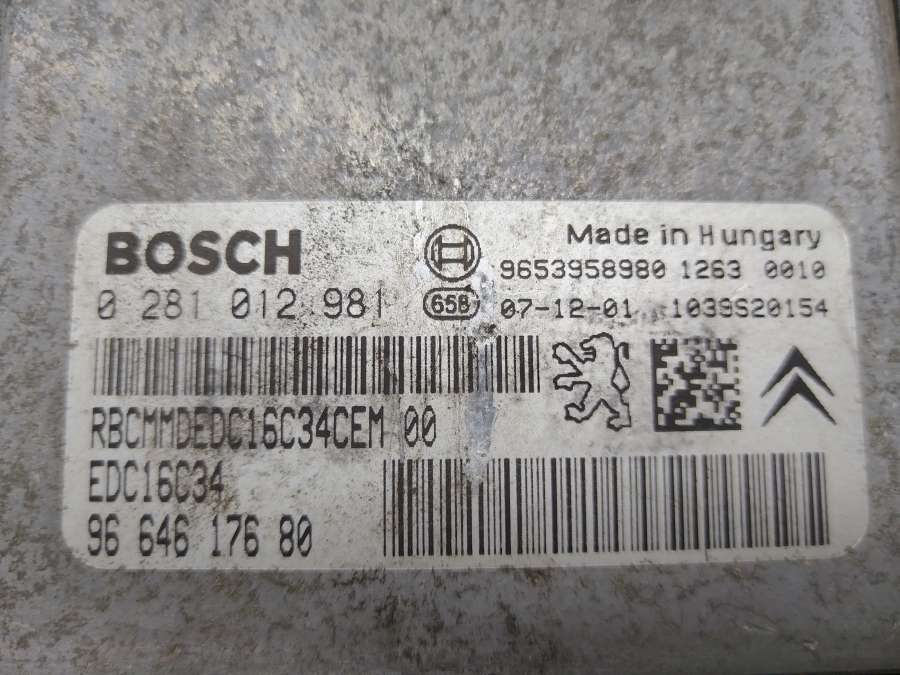 BOSCH
Made in Hungary
9653958980 1263 0010
0 281 012 981
65B
07-12-01 1039S20154
RBCMMDEDC16C34CEM 00
EDC16C34
96 646 176 80